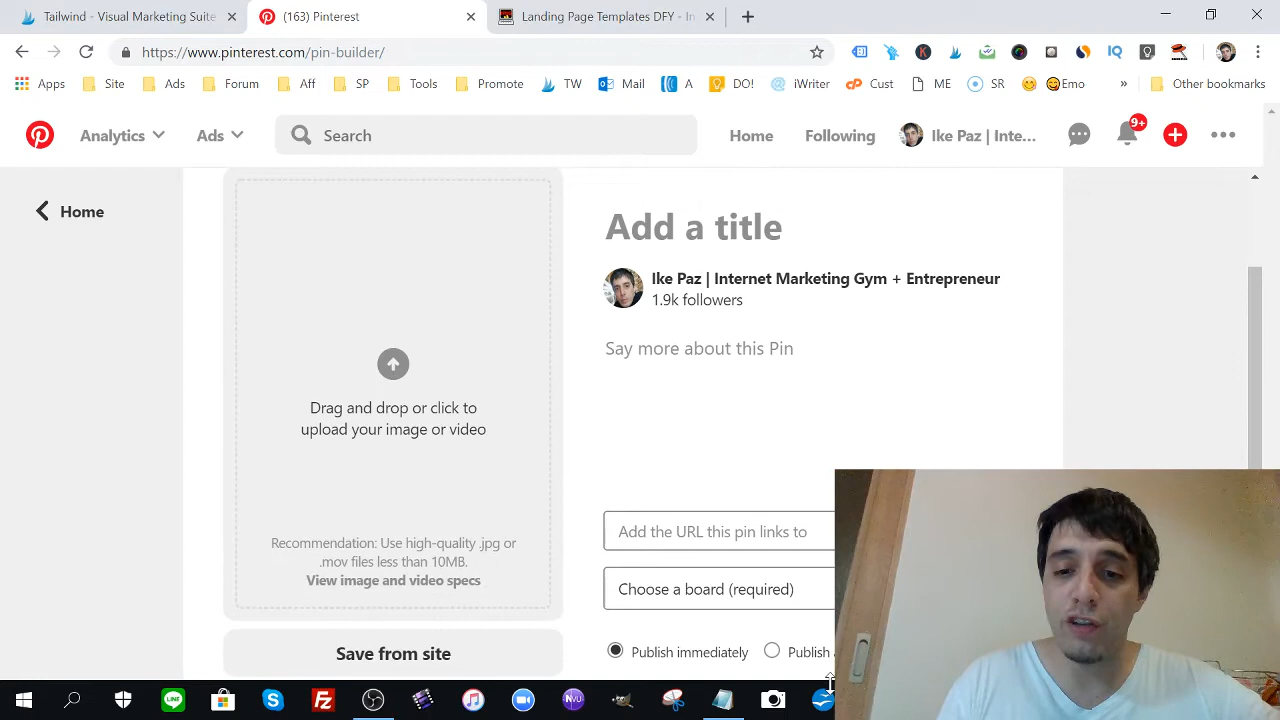 Tailwind - Visual Marketing Suite
(163) Pinterest
Landing Page Templates DFY - In
https://www.pinterest.com/pin-builder/
Apps Site Ads Forum Aff SP Tools Promote TW Mail A DO! iWriter Cust ME SR Emo » Other bookmarks
Analytics Ads Search Home Following Ike Paz | Inte... 9+
Home
Add a title
Ike Paz | Internet Marketing Gym + Entrepreneur
1.9k followers
Say more about this Pin
Drag and drop or click to
upload your image or video
Add the URL this pin links to
Recommendation: Use high-quality .jpg or
.mov files less than 10MB.
View image and video specs
Choose a board (required)
Save from site
Publish immediately
Publish